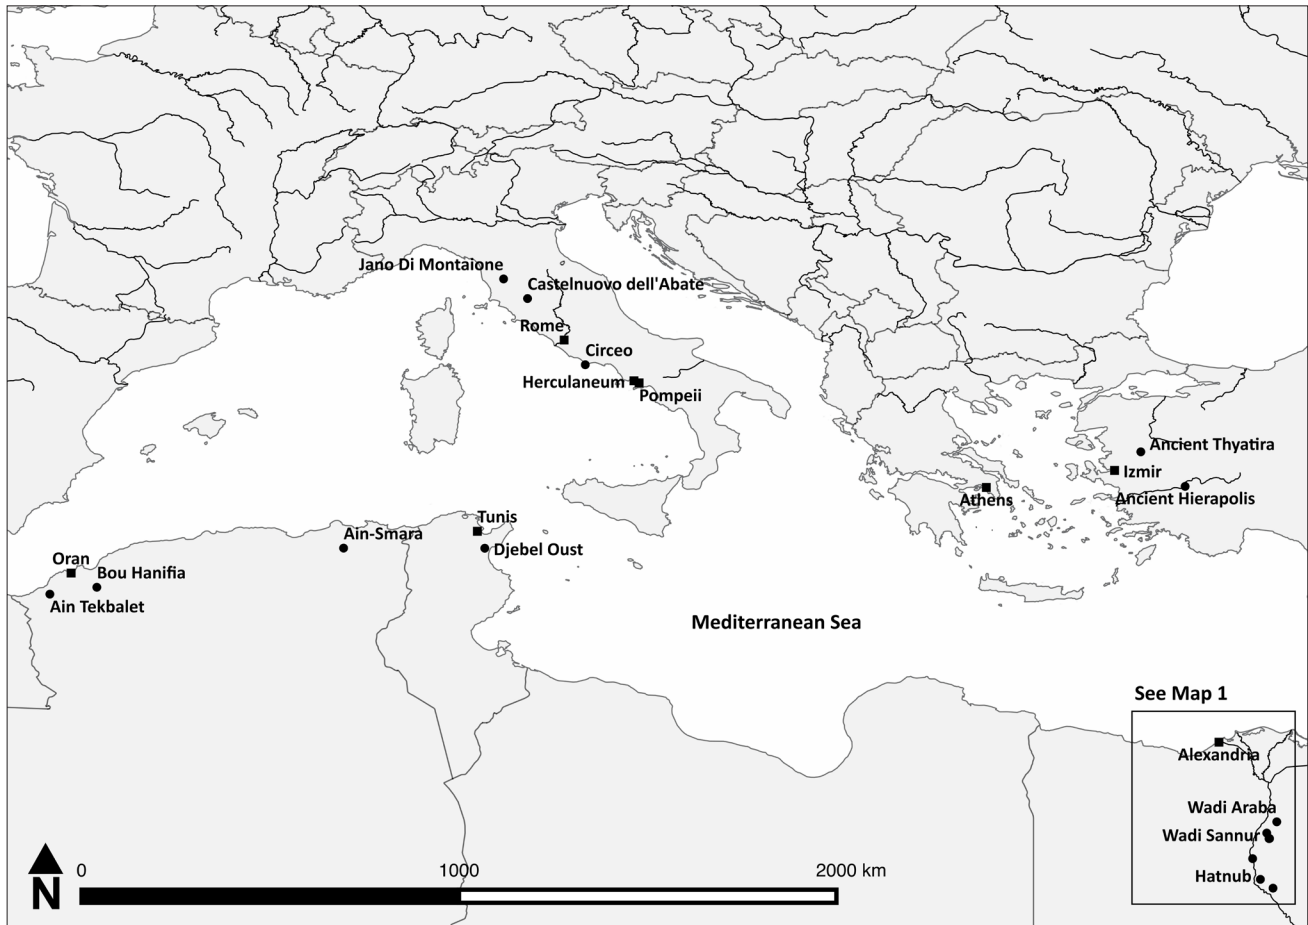 Jano Di Montaione
Castelnuovo dell'Abate
Rome
Circeo
Herculaneum
Pompeii
Ancient Thyatira
Izmir
Athens
Ancient Hierapolis
Tunis
Ain-Smara
Djebel Oust
Oran
Bou Hanifia
Ain Tekbalet
Mediterranean Sea
See Map 1
Alexandria
Wadi Araba
Wadi Sannur
Hatnub
N
0 1000 2000 km